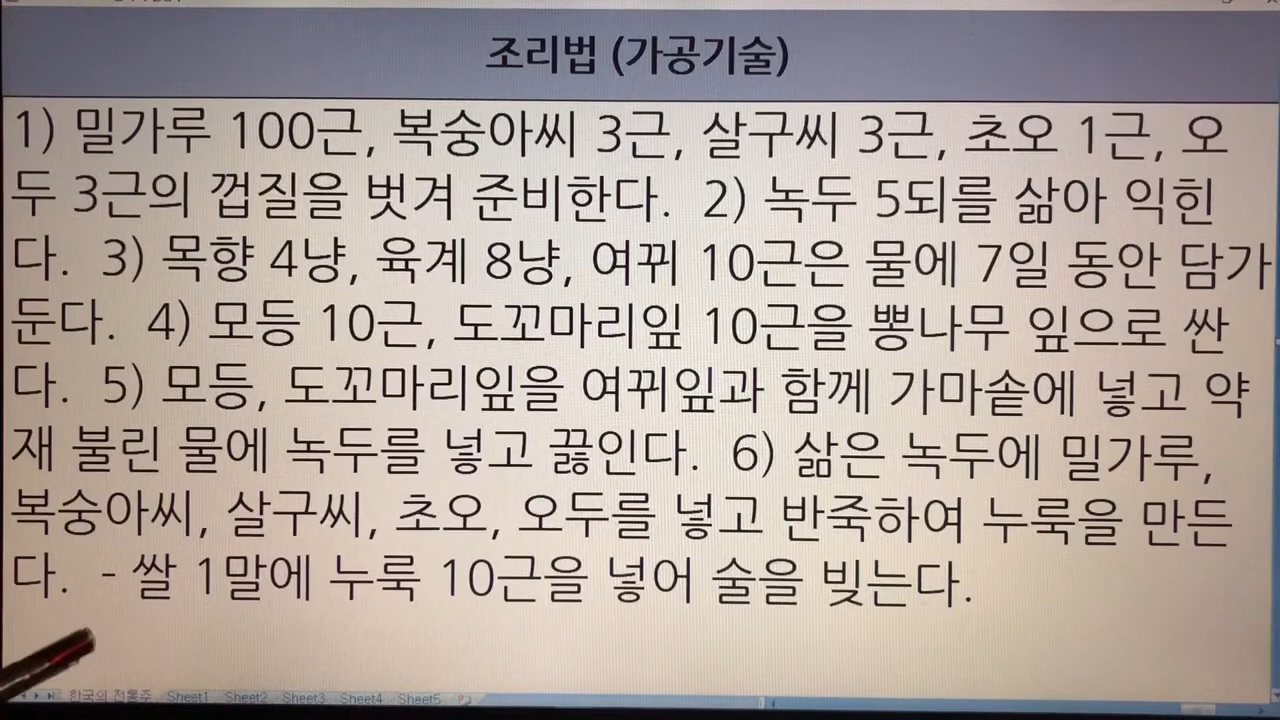 조리법 (가공기술)
1) 밀가루 100근, 복숭아씨 3근, 살구씨 3근, 초오 1근, 오
두 3근의 껍질을 벗겨 준비한다. 2) 녹두 5되를 삶아 익힌
다. 3) 목향 4냥, 육계 8냥, 여뀌 10근은 물에 7일 동안 담가
둔다. 4) 모등 10근, 도꼬마리잎 10근을 뽕나무 잎으로 싼
다. 5) 모등, 도꼬마리잎을 여뀌잎과 함께 가마솥에 넣고 약
재 불린 물에 녹두를 넣고 끓인다. 6) 삶은 녹두에 밀가루,
복숭아씨, 살구씨, 초오, 오두를 넣고 반죽하여 누룩을 만든
다. - 쌀 1말에 누룩 10근을 넣어 술을 빚는다.
한국의 전통주 Sheet1 Sheet2 Sheet3 Sheet4 Sheet5